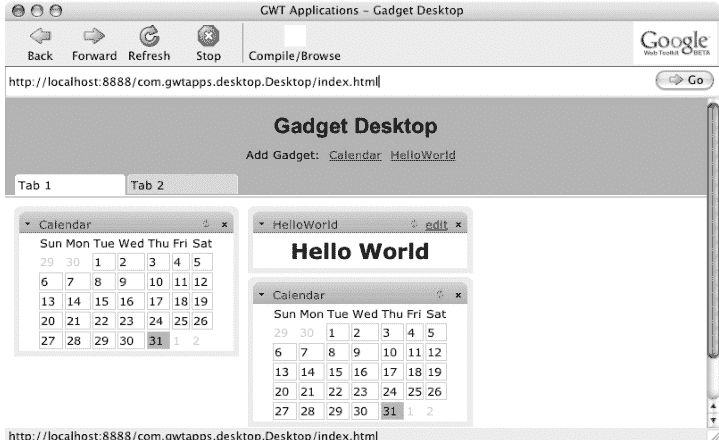 GWT Applications – Gadget Desktop
Back Forward Refresh Stop Compile/Browse
Google
Web Toolkit BETA
http://localhost:8888/com.gwtapps.desktop.Desktop/index.html
Go
Gadget Desktop
Add Gadget: Calendar HelloWorld
Tab 1 Tab 2
Calendar x
Sun Mon Tue Wed Thu Fri Sat
29 30 1 2 3 4 5
6 7 8 9 10 11 12
13 14 15 16 17 18 19
20 21 22 23 24 25 26
27 28 29 30 31 1 2
HelloWorld edit x
Hello World
Calendar x
Sun Mon Tue Wed Thu Fri Sat
29 30 1 2 3 4 5
6 7 8 9 10 11 12
13 14 15 16 17 18 19
20 21 22 23 24 25 26
27 28 29 30 31 1 2
http://localhost:8888/com.gwtapps.desktop.Desktop/index.html